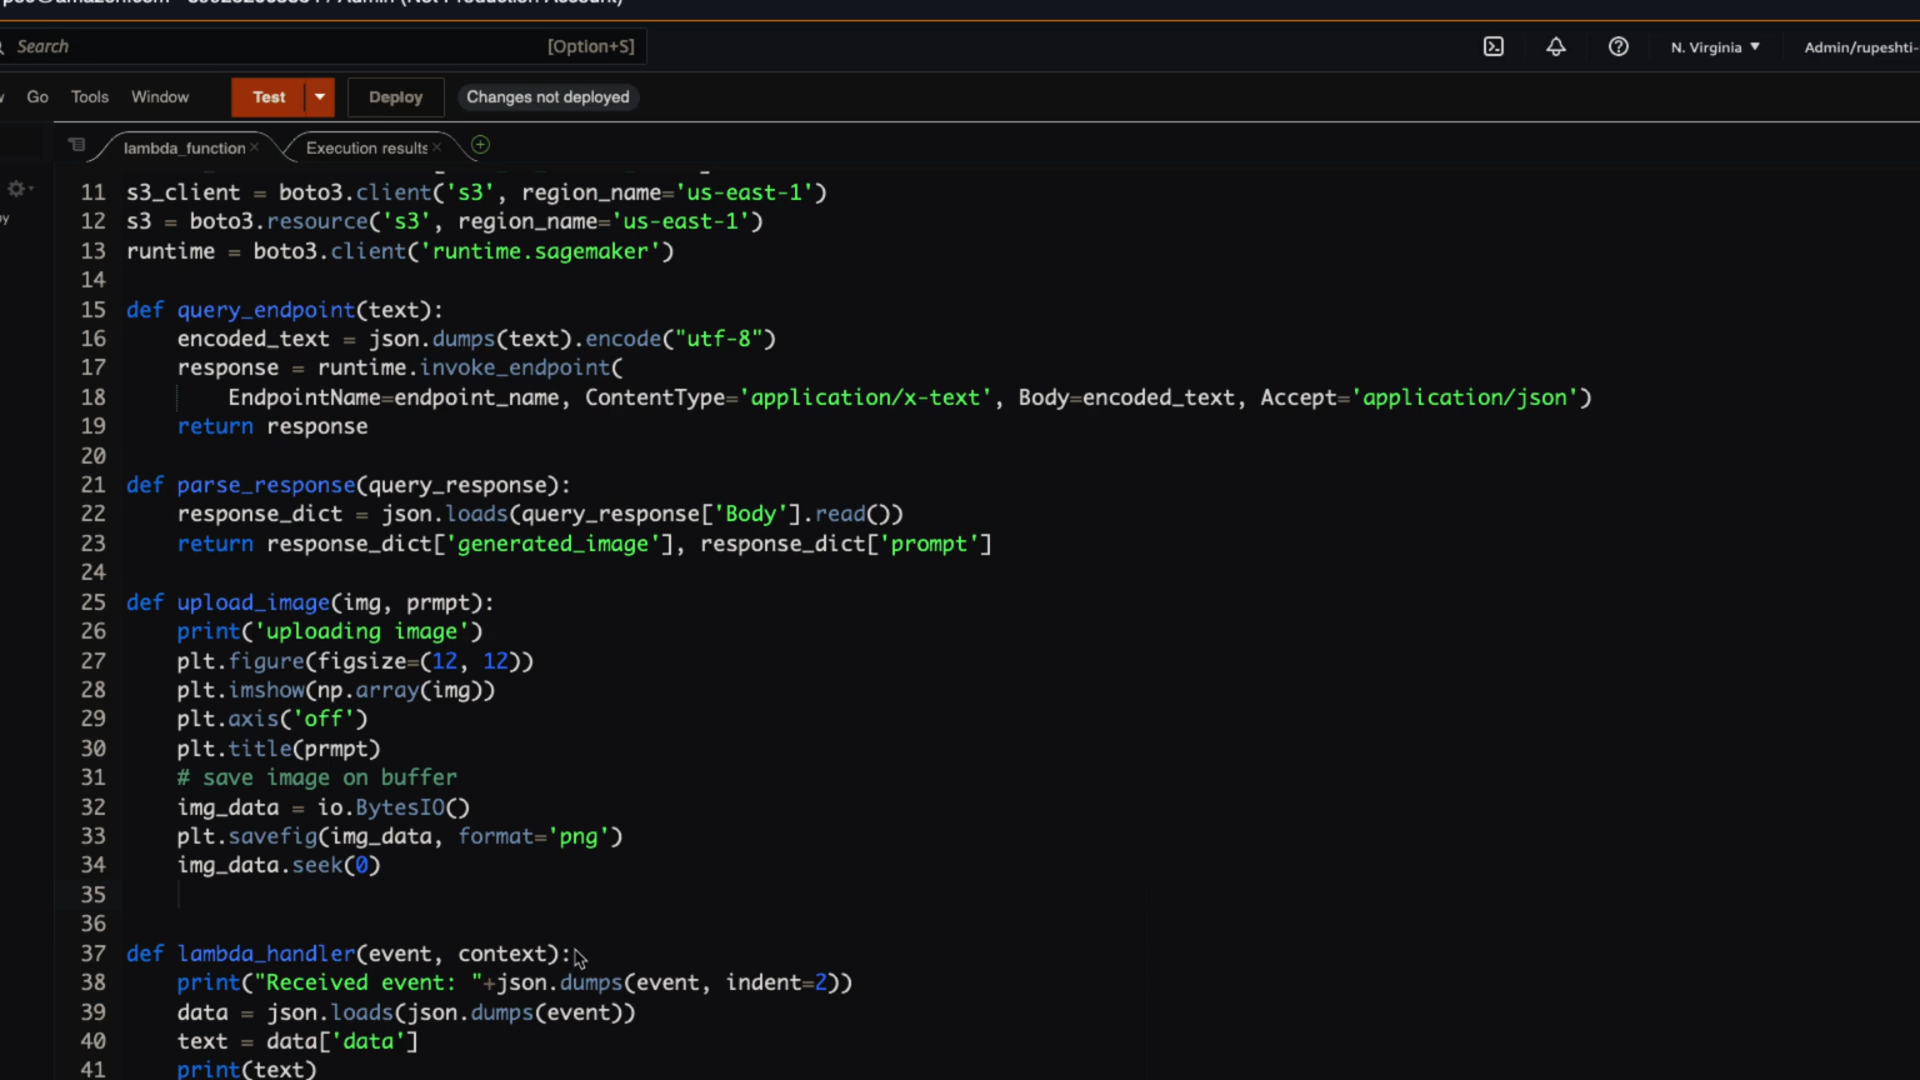 Search [Option+S] N. Virginia ▼ Admin/rupeshti-
Go Tools Window Test Deploy Changes not deployed
lambda_function × Execution results ×
11 s3_client = boto3.client('s3', region_name='us-east-1')
12 s3 = boto3.resource('s3', region_name='us-east-1')
13 runtime = boto3.client('runtime.sagemaker')
14
15 def query_endpoint(text):
16     encoded_text = json.dumps(text).encode("utf-8")
17     response = runtime.invoke_endpoint(
18         EndpointName=endpoint_name, ContentType='application/x-text', Body=encoded_text, Accept='application/json')
19     return response
20
21 def parse_response(query_response):
22     response_dict = json.loads(query_response['Body'].read())
23     return response_dict['generated_image'], response_dict['prompt']
24
25 def upload_image(img, prmpt):
26     print('uploading image')
27     plt.figure(figsize=(12, 12))
28     plt.imshow(np.array(img))
29     plt.axis('off')
30     plt.title(prmpt)
31     # save image on buffer
32     img_data = io.BytesIO()
33     plt.savefig(img_data, format='png')
34     img_data.seek(0)
35
36
37 def lambda_handler(event, context):
38     print("Received event: "+json.dumps(event, indent=2))
39     data = json.loads(json.dumps(event))
40     text = data['data']
41     print(text)